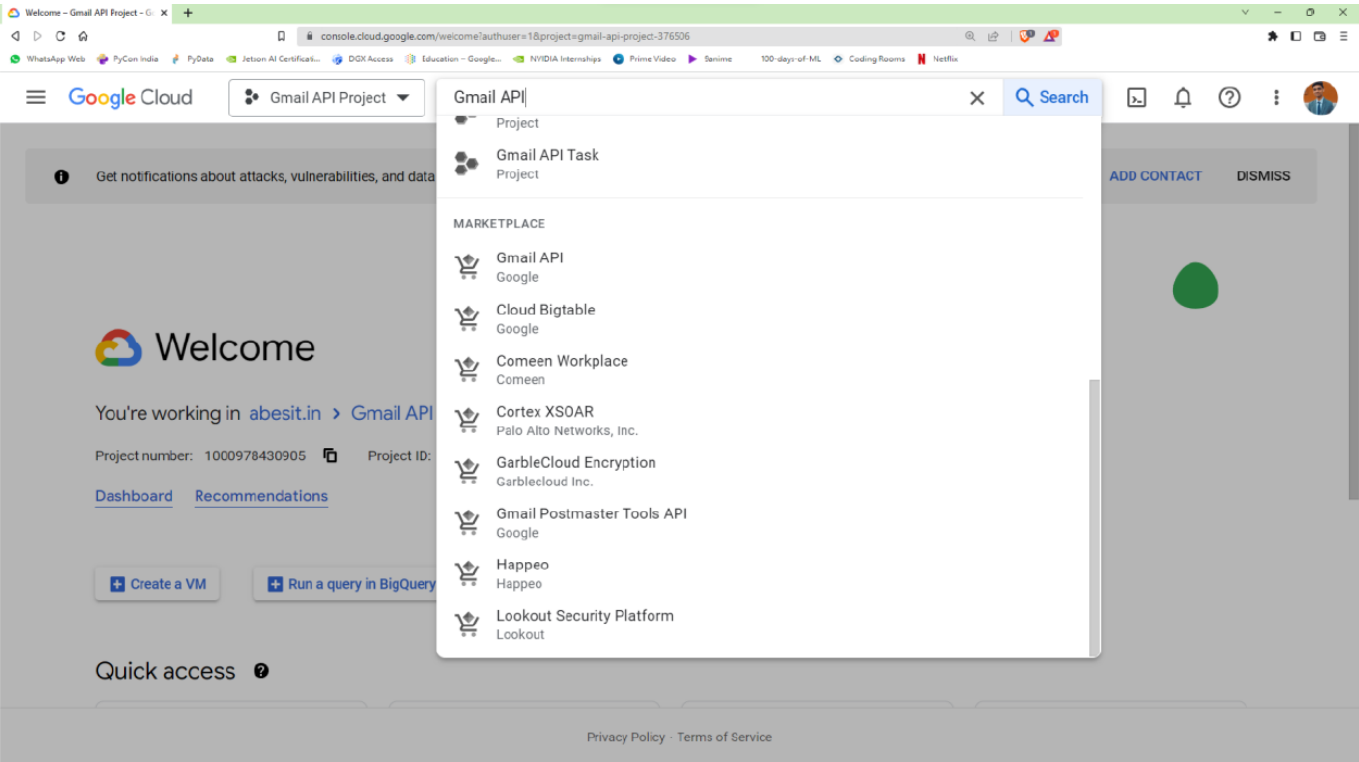 Welcome – Gmail API Project – G
console.cloud.google.com/welcome?authuser=1&project=gmail-api-project-376506
WhatsApp Web PyCon India PyData Jetson AI Certificati... DGX Access Education – Google... NVIDIA Internships Prime Video 9anime 100-days-of-ML Coding Rooms Netflix
Google Cloud Gmail API Project Gmail API Search
Project
Gmail API Task
Project
Get notifications about attacks, vulnerabilities, and data ADD CONTACT DISMISS
MARKETPLACE
Gmail API
Google
Cloud Bigtable
Google
Comeen Workplace
Comeen
Cortex XSOAR
Palo Alto Networks, Inc.
GarbleCloud Encryption
Garblecloud Inc.
Gmail Postmaster Tools API
Google
Happeo
Happeo
Lookout Security Platform
Lookout
Welcome
You're working in abesit.in > Gmail API
Project number: 1000978430905 Project ID:
Dashboard Recommendations
Create a VM Run a query in BigQuery
Quick access
Privacy Policy · Terms of Service